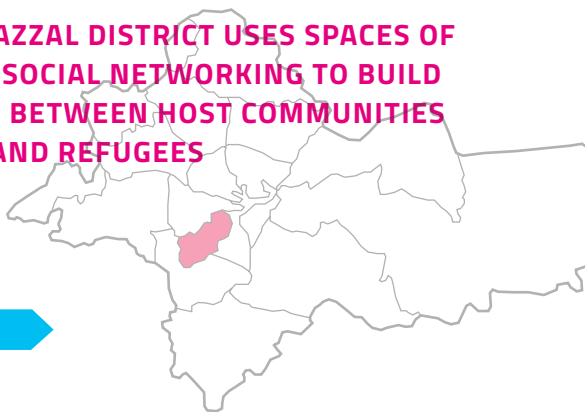 AZZAL DISTRICT USES SPACES OF
SOCIAL NETWORKING TO BUILD
BETWEEN HOST COMMUNITIES
AND REFUGEES